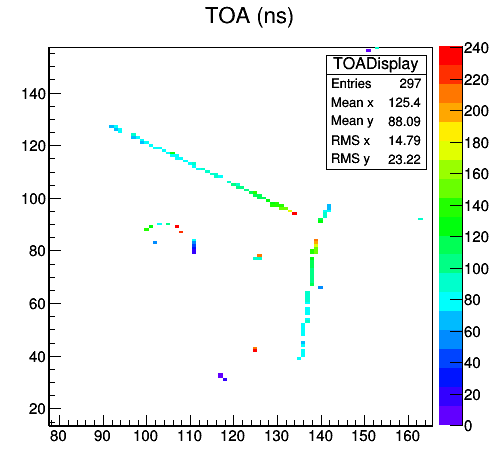 TOA (ns)
TOADisplay
Entries 297
Mean x 125.4
Mean y 88.09
RMS x 14.79
RMS y 23.22
140
120
100
80
60
40
20
80 90 100 110 120 130 140 150 160
240
220
200
180
160
140
120
100
80
60
40
20
0